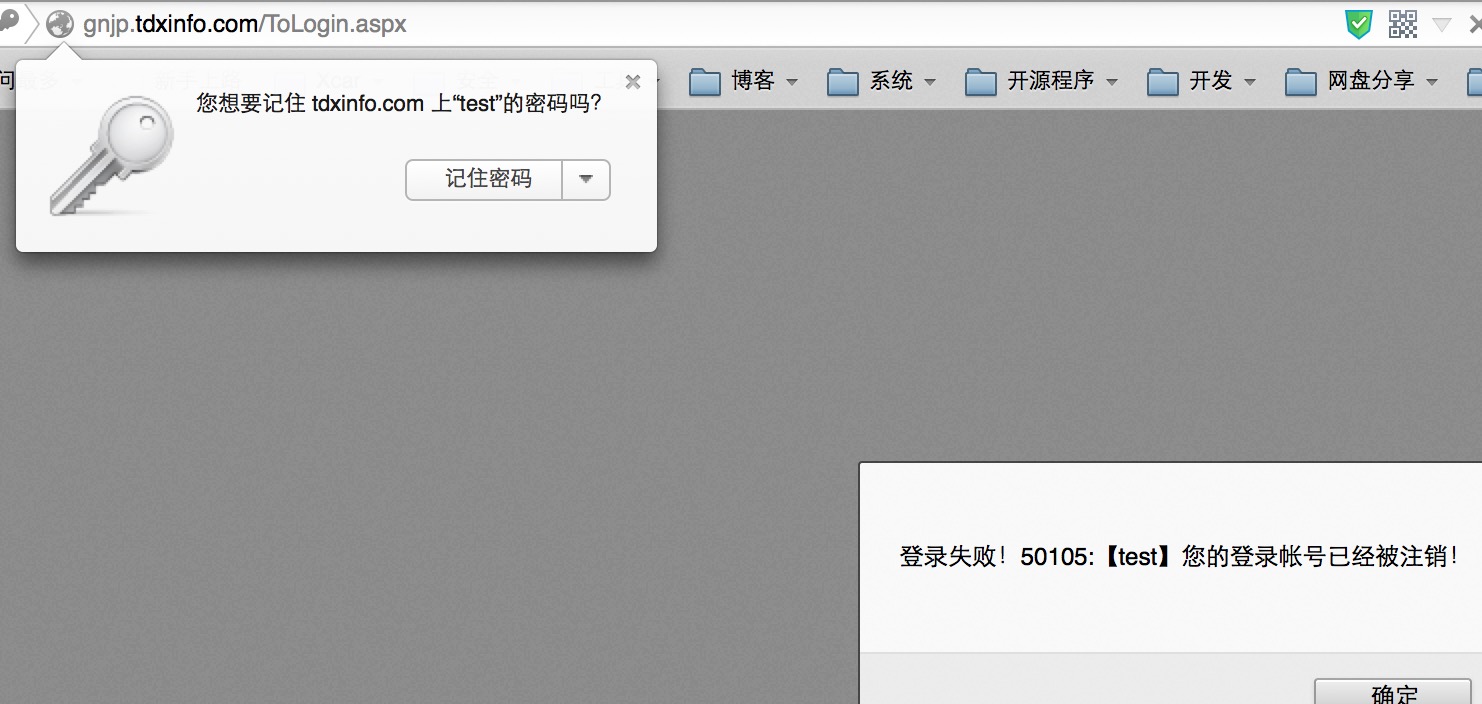 gnjp.tdxinfo.com/ToLogin.aspx
问 博客 系统 开源程序 开发 网盘分享
您想要记住 tdxinfo.com 上“test”的密码吗?
记住密码
登录失败！50105:【test】您的登录帐号已经被注销！
确定